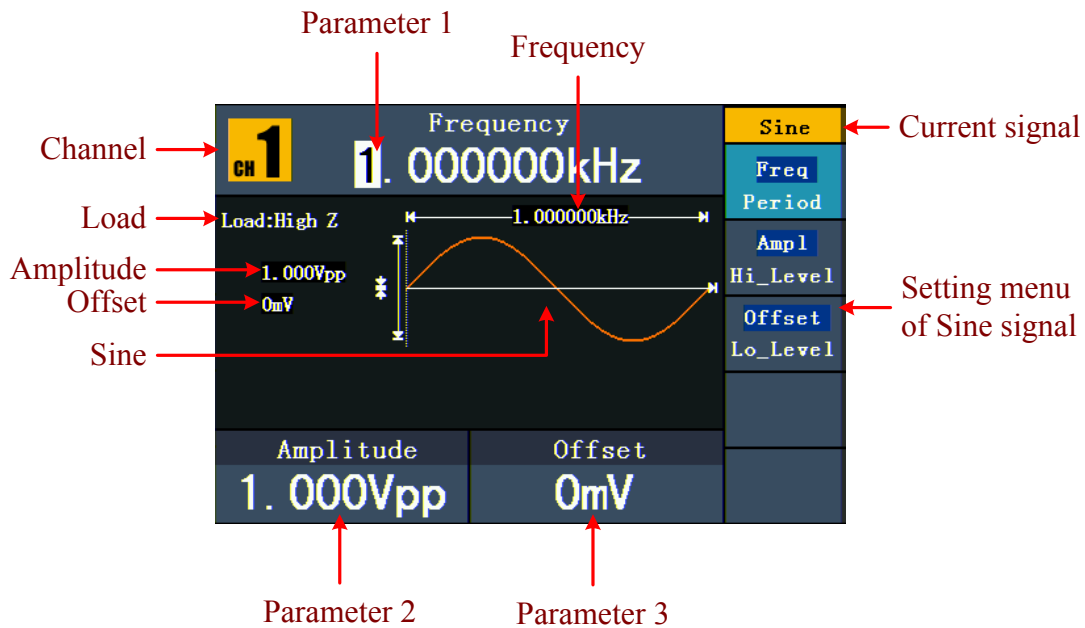 Parameter 1
Frequency
CH 1
Frequency
1.000000kHz
Sine
Current signal
Channel
Freq
Period
Load
Load:High Z
1.000000kHz
Ampl
Hi_Level
Amplitude
1.000Vpp
Offset
0mV
Offset
Lo_Level
Setting menu
of Sine signal
Sine
Amplitude
1.000Vpp
Offset
0mV
Parameter 2
Parameter 3